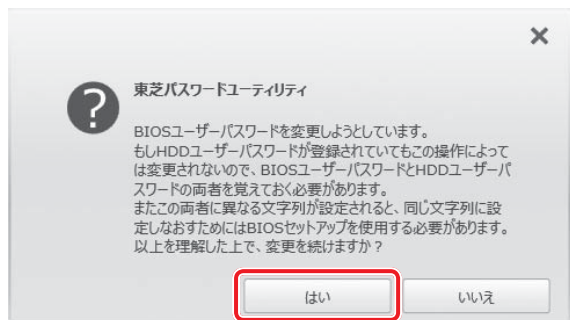 東芝パスワードユーティリティ
BIOSユーザーパスワードを変更しようとしています。
もしHDDユーザーパスワードが登録されていてもこの操作によって
は変更されないので、BIOSユーザーパスワードとHDDユーザーパ
スワードの両者を覚えておく必要があります。
またこの両者に異なる文字列が設定されると、同じ文字列に設
定しなおすためにはBIOSセットアップを使用する必要があります。
以上を理解した上で、変更を続けますか？
はい
いいえ